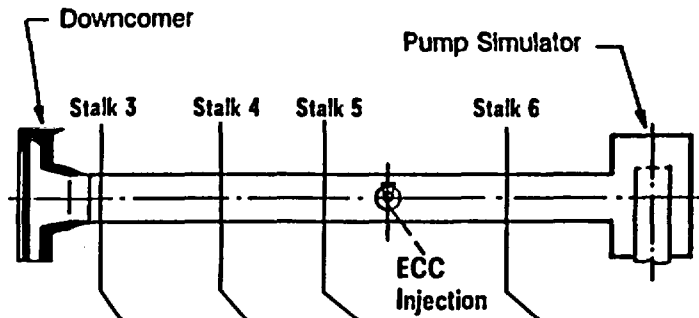 Downcomer
Pump Simulator
Stalk 3
Stalk 4
Stalk 5
Stalk 6
ECC
Injection